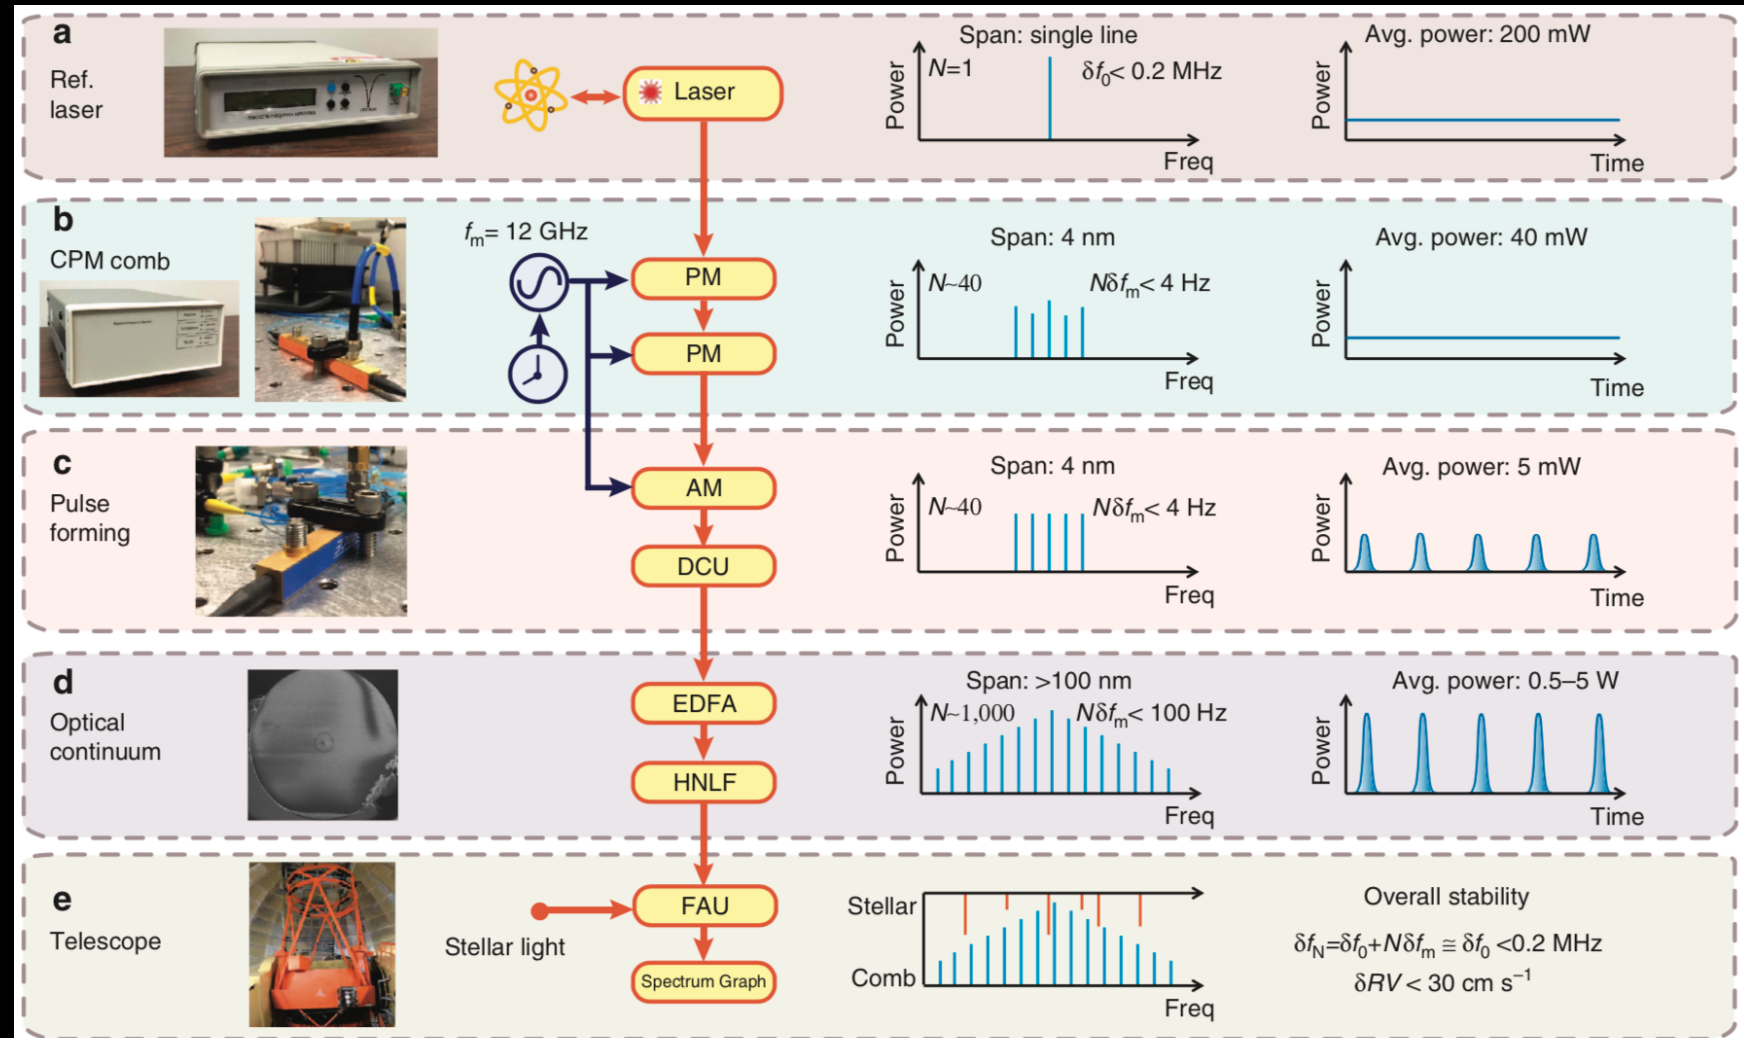 a
Ref.
laser
Laser
Span: single line
Power
N=1
δf₀< 0.2 MHz
Freq
Avg. power: 200 mW
Power
Time
b
CPM comb
fₘ= 12 GHz
PM
PM
Span: 4 nm
Power
N~40
Nδfₘ< 4 Hz
Freq
Avg. power: 40 mW
Power
Time
c
Pulse
forming
AM
DCU
Span: 4 nm
Power
N~40
Nδfₘ< 4 Hz
Freq
Avg. power: 5 mW
Power
Time
d
Optical
continuum
EDFA
HNLF
Span: >100 nm
Power
N~1,000
Nδfₘ< 100 Hz
Freq
Avg. power: 0.5–5 W
Power
Time
e
Telescope
Stellar light
FAU
Spectrum Graph
Stellar
Comb
Freq
Overall stability
δf_N=δf₀+Nδfₘ ≅ δf₀ <0.2 MHz
δRV < 30 cm s⁻¹